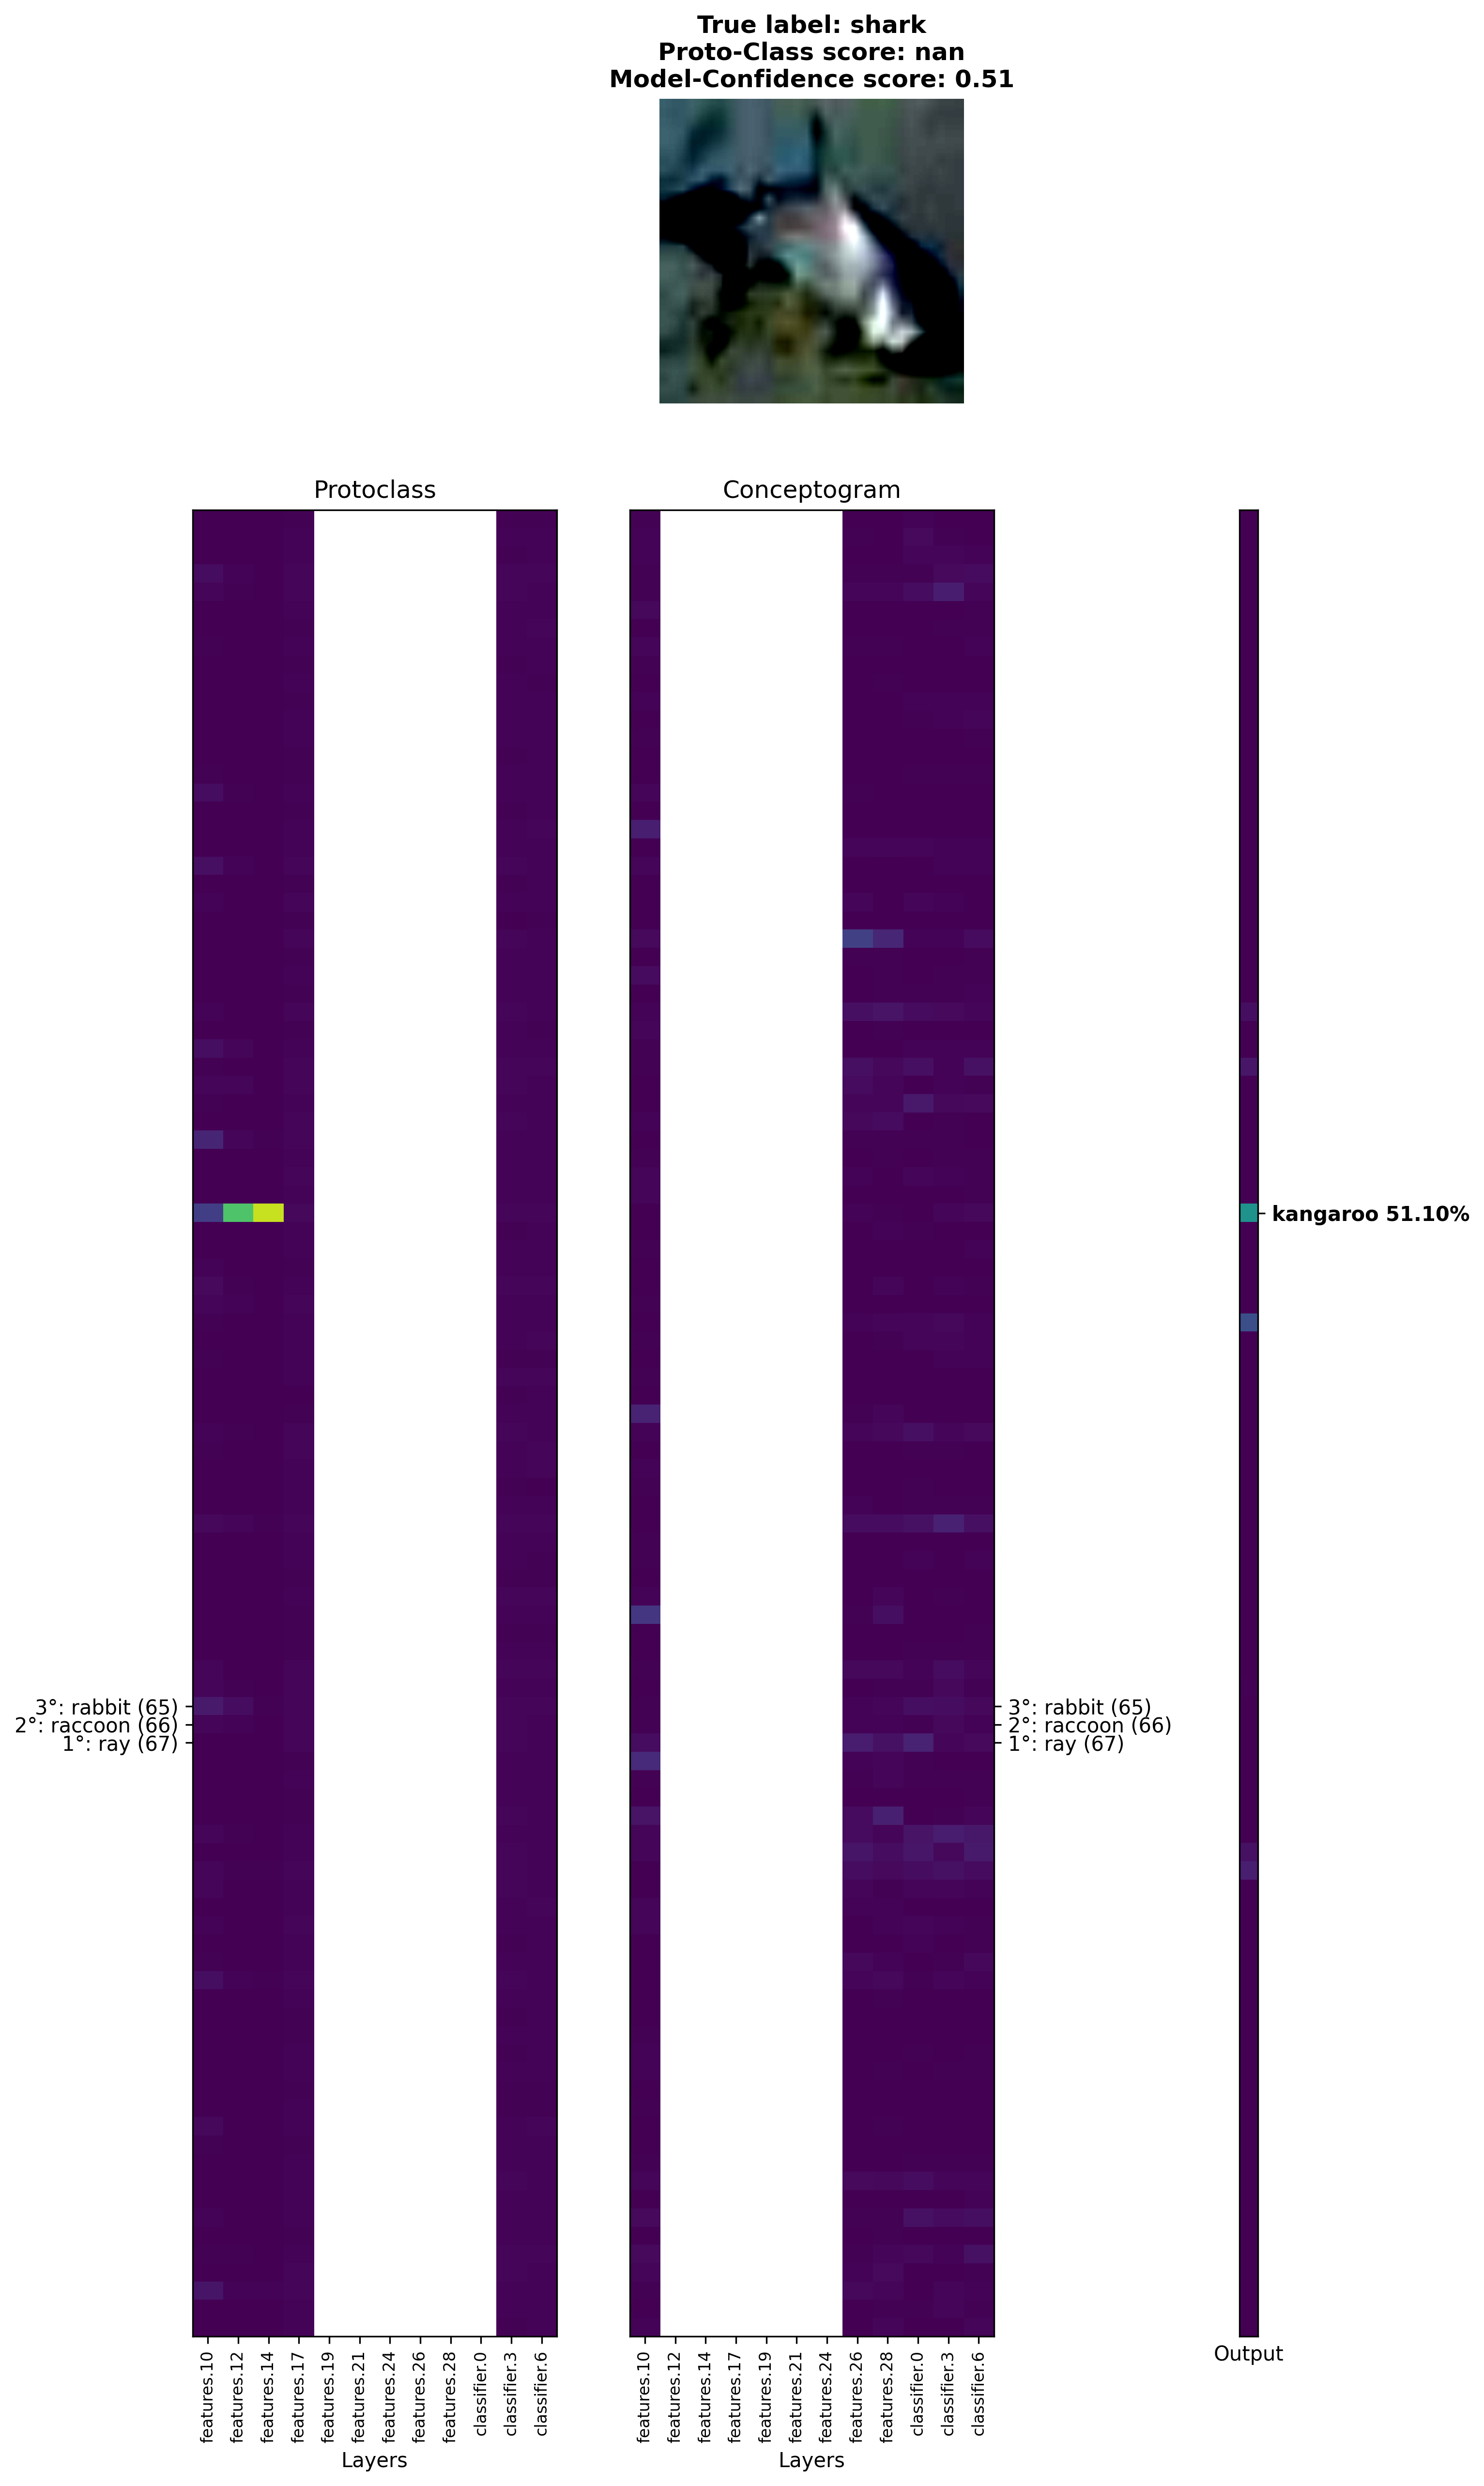 True label: shark
Proto-Class score: nan
Model-Confidence score: 0.51
Protoclass
Conceptogram
kangaroo 51.10%
3°: rabbit (65)
2°: raccoon (66)
1°: ray (67)
3°: rabbit (65)
2°: raccoon (66)
1°: ray (67)
features.10
features.12
features.14
features.17
features.19
features.21
features.24
features.26
features.28
classifier.0
classifier.3
classifier.6
Layers
features.10
features.12
features.14
features.17
features.19
features.21
features.24
features.26
features.28
classifier.0
classifier.3
classifier.6
Layers
Output